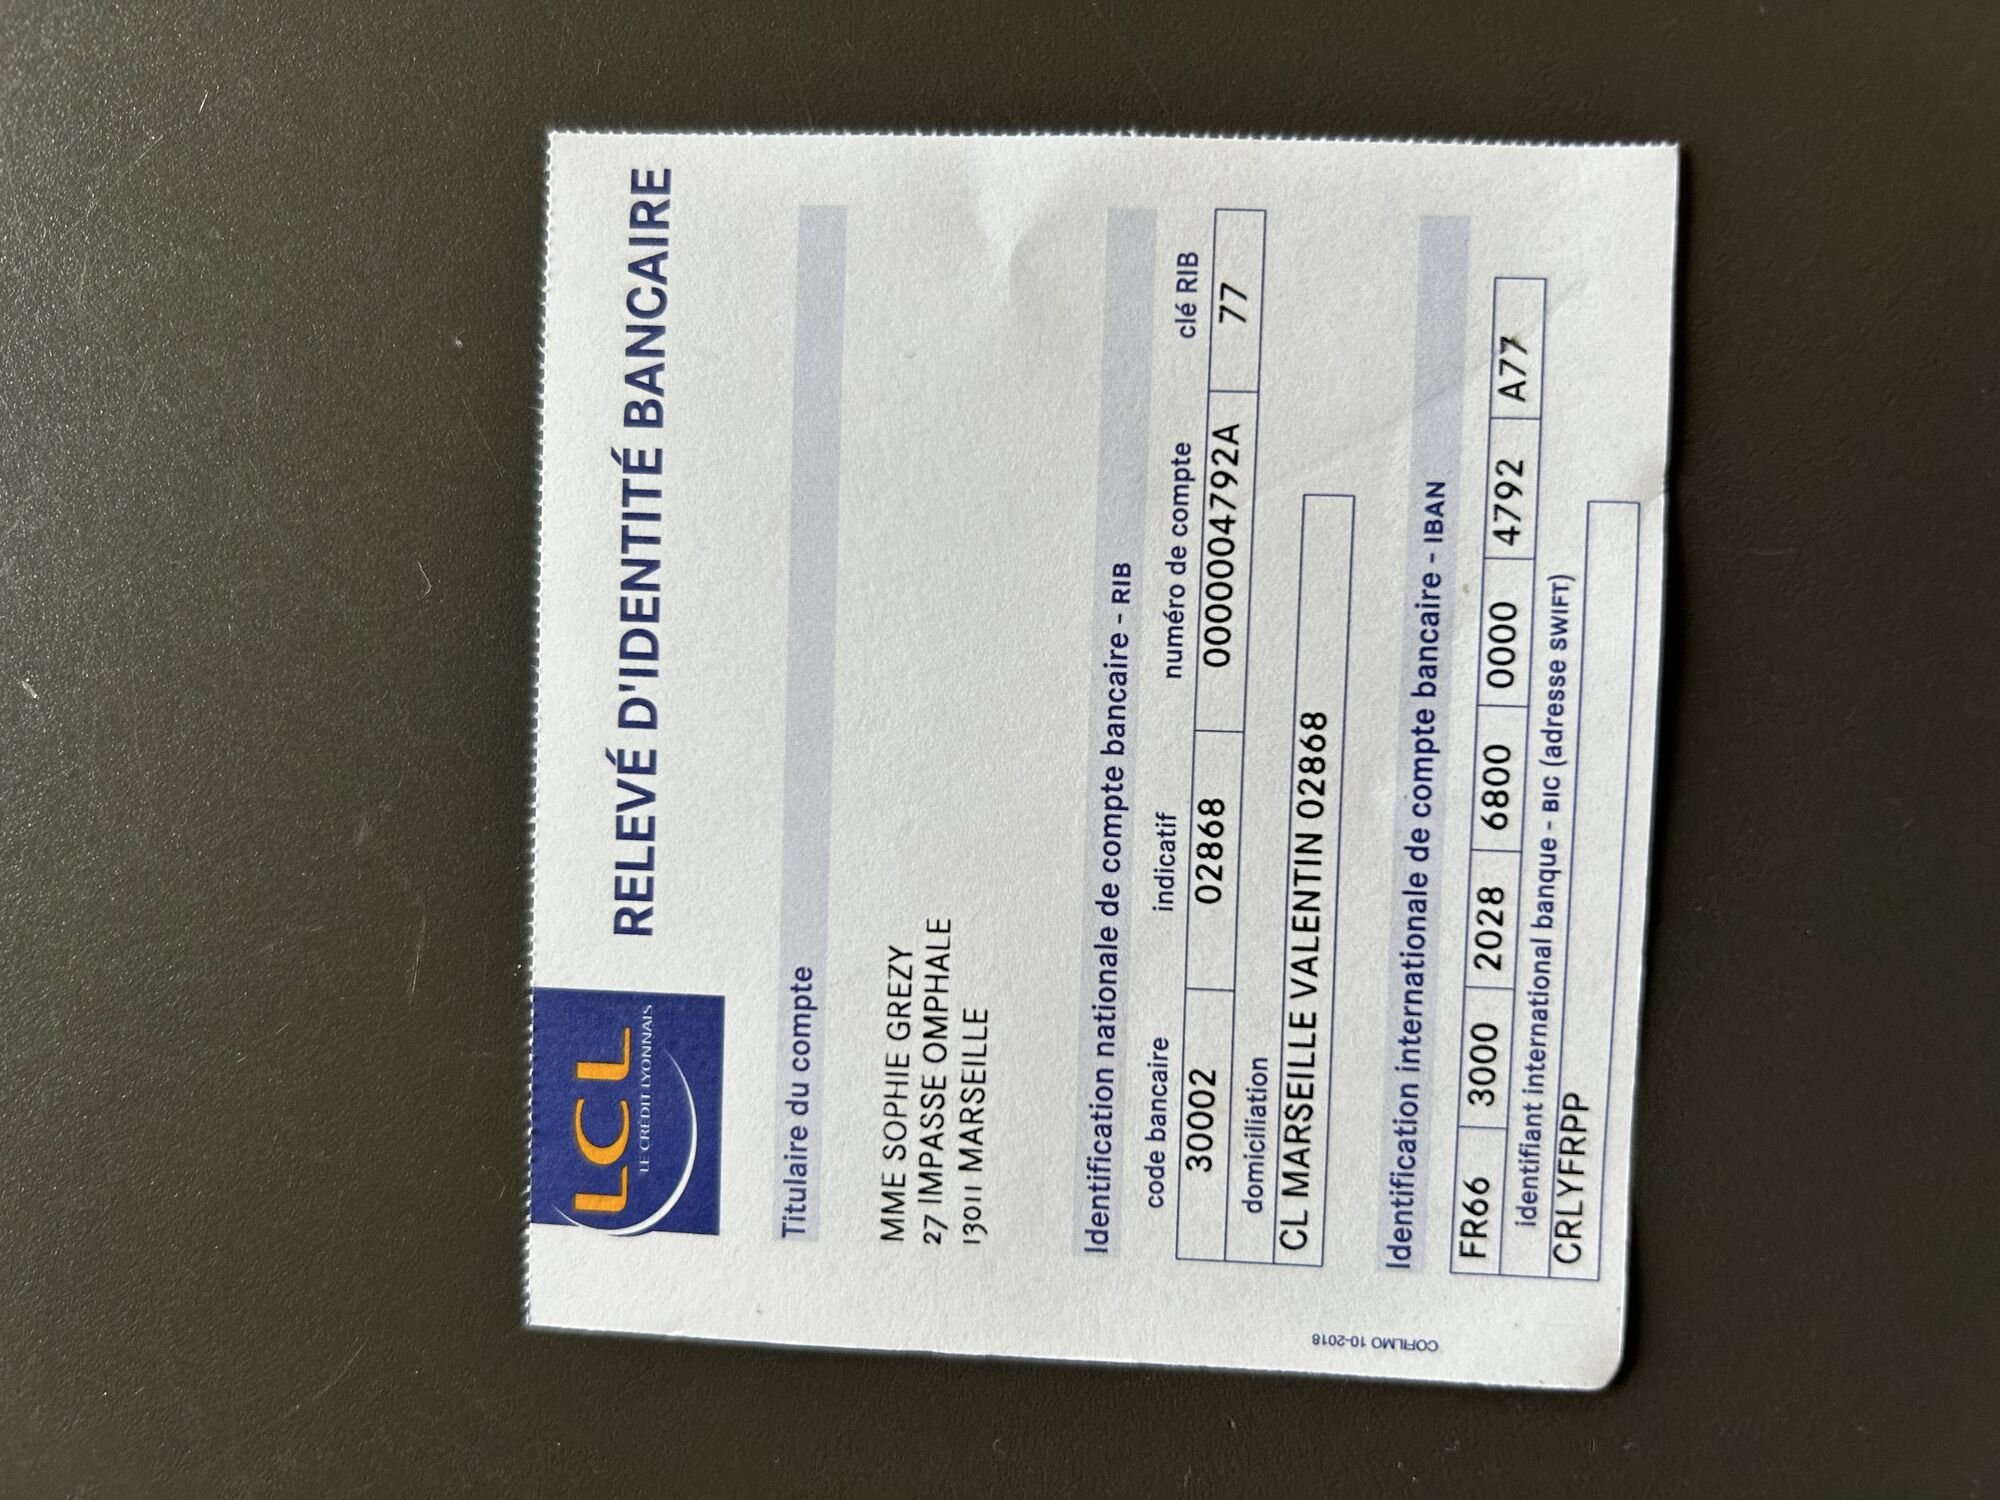 LCL
LE CRÉDIT LYONNAIS
RELEVÉ D'IDENTITÉ BANCAIRE
Titulaire du compte
MME SOPHIE GREZY
27 IMPASSE OMPHALE
13011 MARSEILLE
Identification nationale de compte bancaire - RIB
code bancaire indicatif numéro de compte clé RIB
30002 02868 0000004792A 77
domiciliation
CL MARSEILLE VALENTIN 02868
Identification internationale de compte bancaire - IBAN
FR66 3000 2028 6800 0000 4792 A77
identifiant international banque - BIC (adresse SWIFT)
CRLYFRPP
COFILMO 10-2018